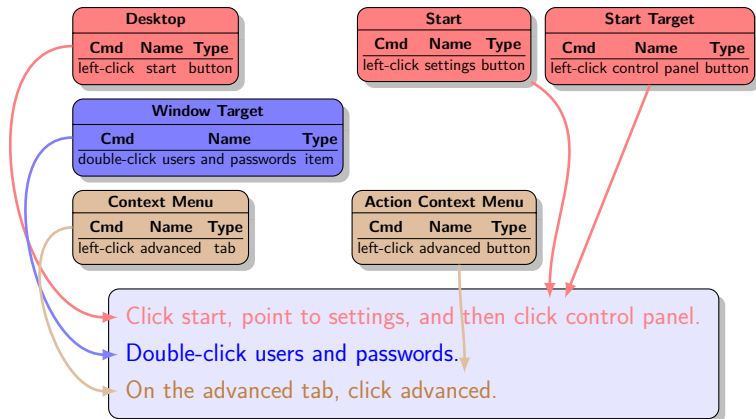 Desktop
Cmd Name Type
left-click start button
Start
Cmd Name Type
left-click settings button
Start Target
Cmd Name Type
left-click control panel button
Window Target
Cmd Name Type
double-click users and passwords item
Context Menu
Cmd Name Type
left-click advanced tab
Action Context Menu
Cmd Name Type
left-click advanced button
Click start, point to settings, and then click control panel.
Double-click users and passwords.
On the advanced tab, click advanced.